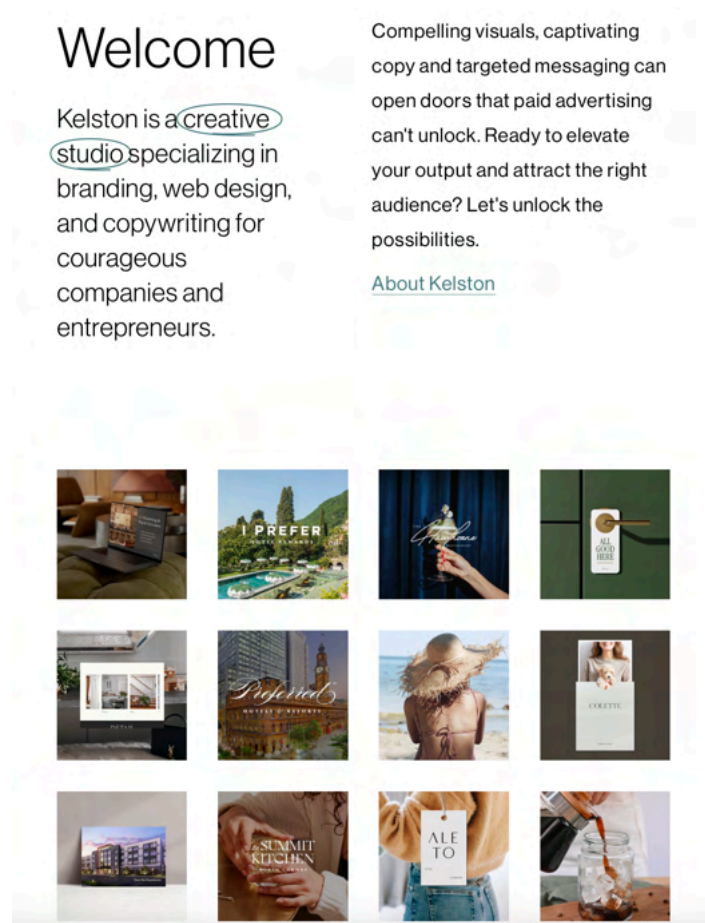 Welcome
Kelston is a creative
studio specializing in
branding, web design,
and copywriting for
courageous
companies and
entrepreneurs.
Compelling visuals, captivating
copy and targeted messaging can
open doors that paid advertising
can't unlock. Ready to elevate
your output and attract the right
audience? Let's unlock the
possibilities.
About Kelston
I PREFER
HOTEL REWARDS
ALL
GOOD
HERE
Preferred
HOTELS & RESORTS
COLETTE
SUMMIT
KITCHEN
ALE
TO